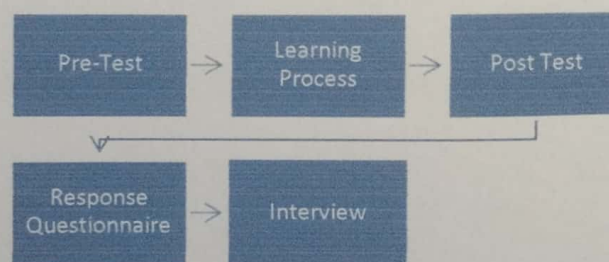 Pre-Test
Learning
Process
Post Test
Response
Questionnaire
Interview